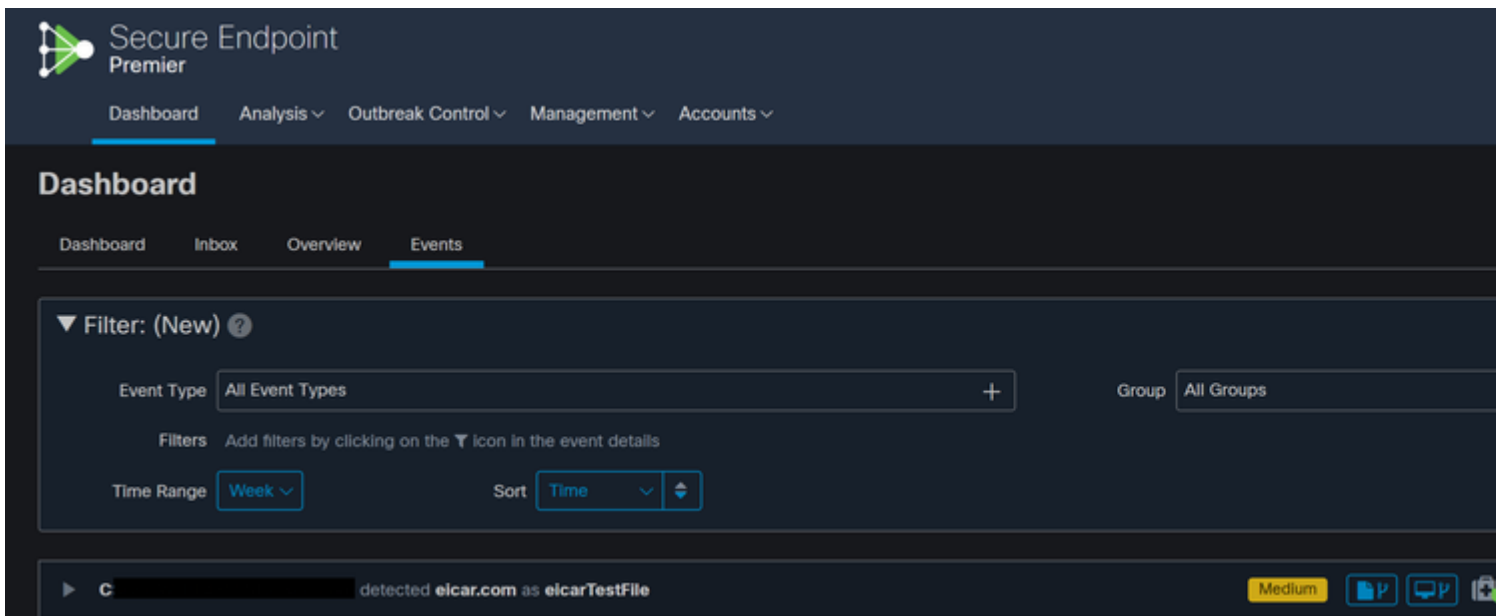 Secure Endpoint
Premier
Dashboard Analysis Outbreak Control Management Accounts
Dashboard
Dashboard Inbox Overview Events
Filter: (New) ?
Event Type All Event Types + Group All Groups
Filters Add filters by clicking on the icon in the event details
Time Range Week Sort Time
C detected eicar.com as eicarTestFile Medium